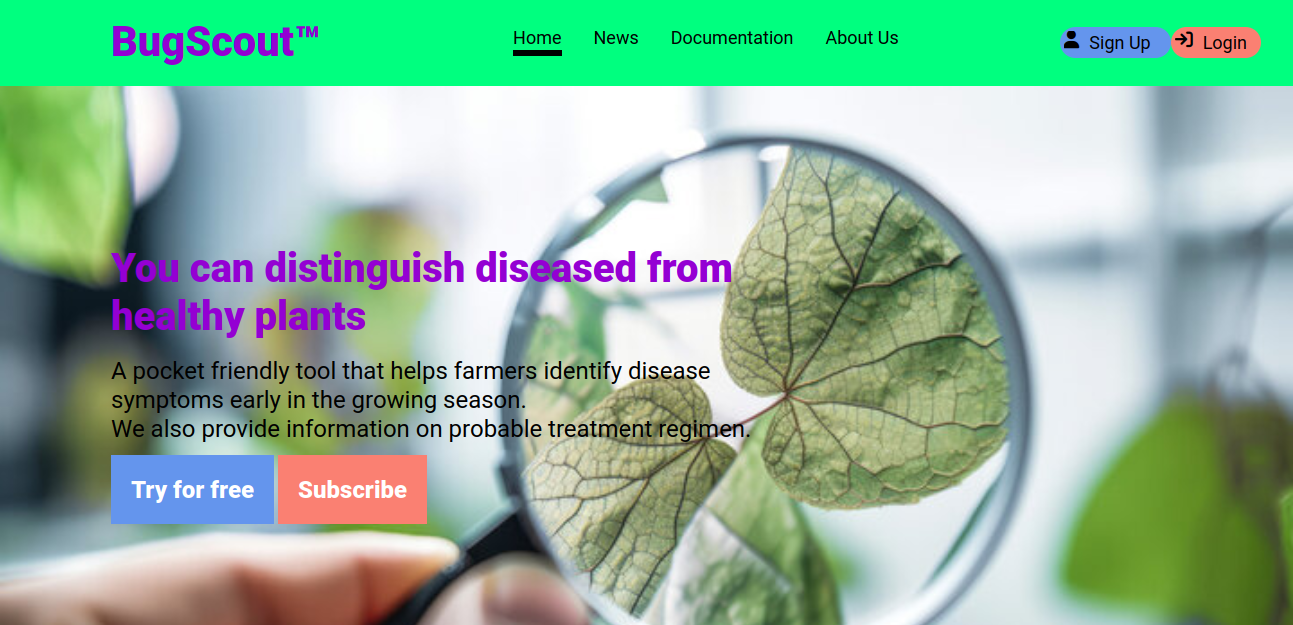 BugScout™
Home News Documentation About Us
Sign Up Login
You can distinguish diseased from
healthy plants
A pocket friendly tool that helps farmers identify disease
symptoms early in the growing season.
We also provide information on probable treatment regimen.
Try for free Subscribe